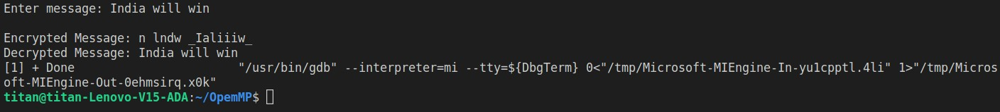 Enter message: India will win
Encrypted Message: n lndw _Ialiiiw_
Decrypted Message: India will win
[1] + Done                       "/usr/bin/gdb" --interpreter=mi --tty=${DbgTerm} 0<"/tmp/Microsoft-MIEngine-In-yu1cpptl.4li" 1>"/tmp/Micros
oft-MIEngine-Out-0ehmsirq.x0k"
titan@titan-Lenovo-V15-ADA:~/OpemMP$